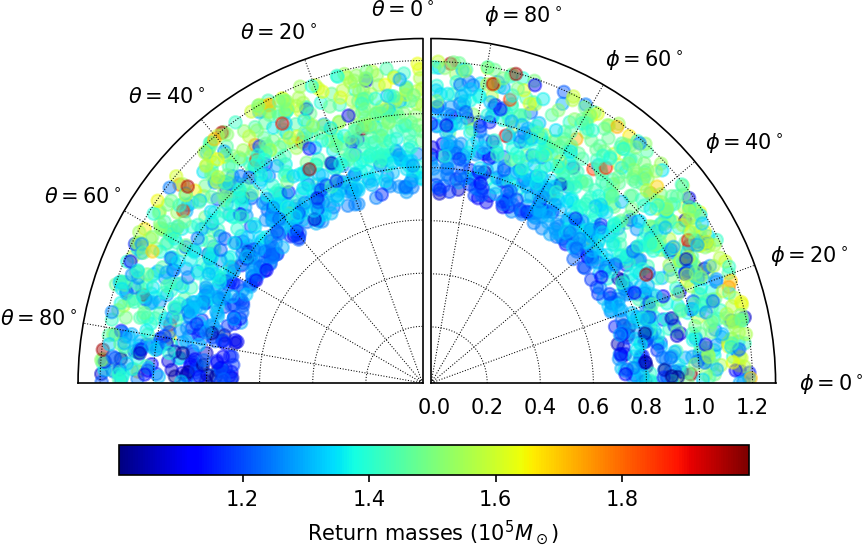 θ = 0°
ϕ = 80°
θ = 20°
ϕ = 60°
θ = 40°
ϕ = 40°
θ = 60°
ϕ = 20°
θ = 80°
ϕ = 0°
0.0 0.2 0.4 0.6 0.8 1.0 1.2
1.2 1.4 1.6 1.8
Return masses (10⁵M☉)